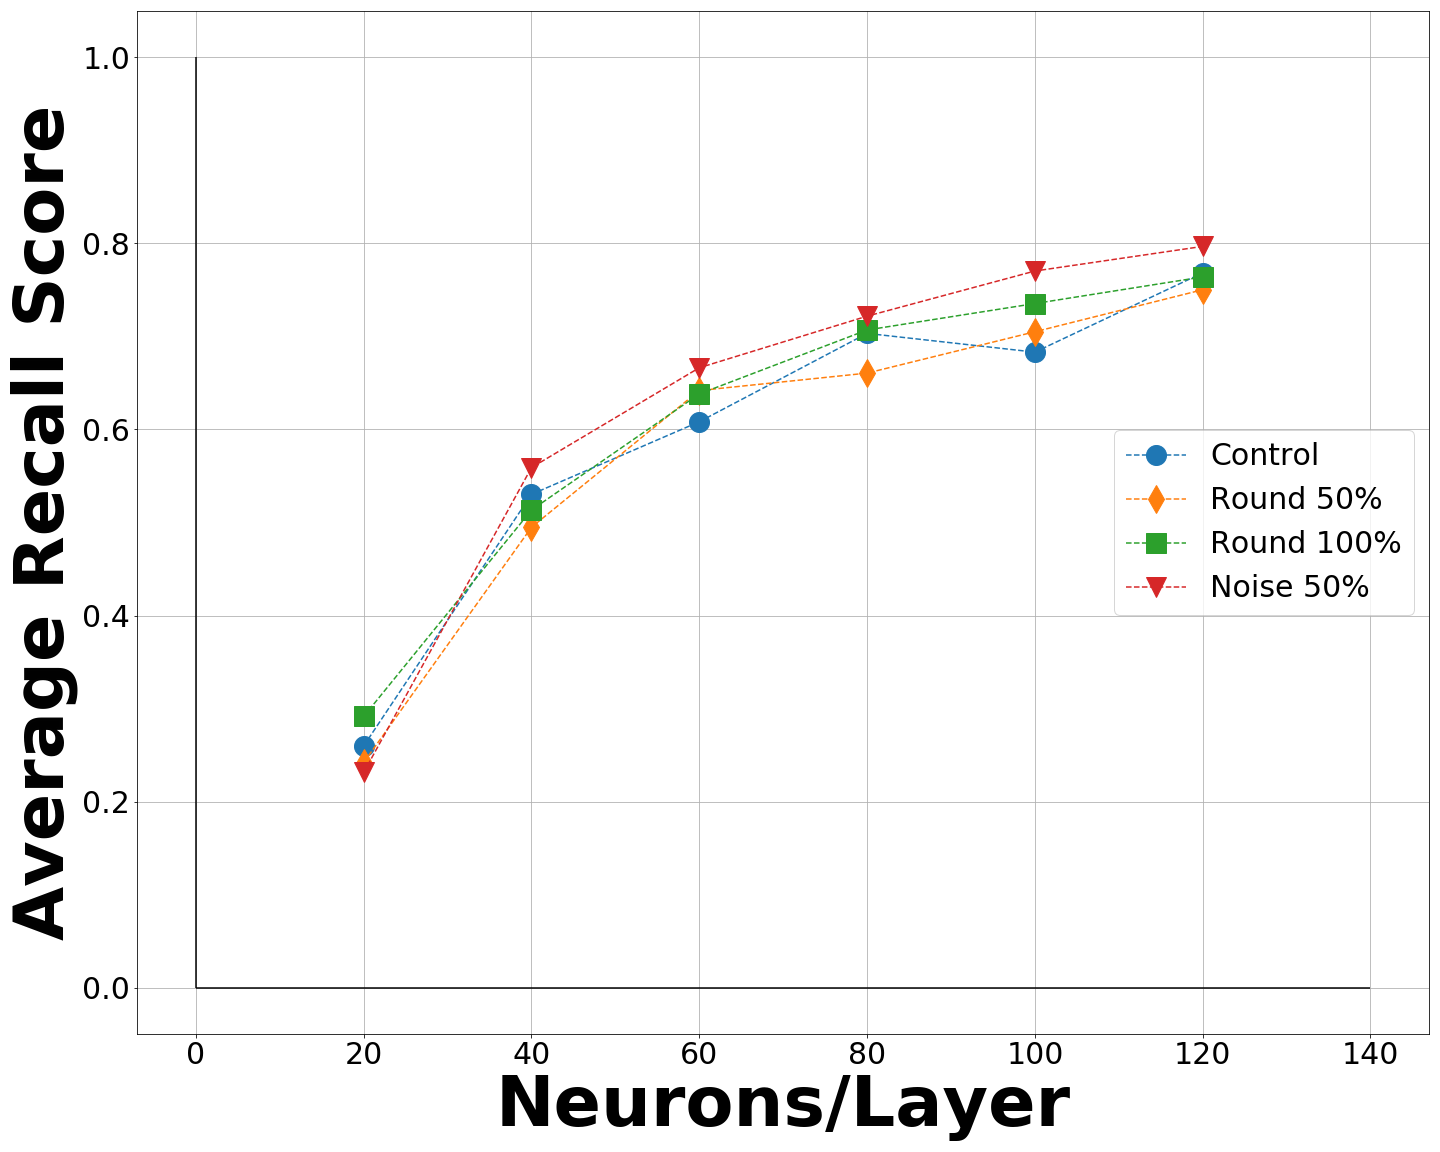 Average Recall Score
1.0
0.8
0.6
0.4
0.2
0.0
Control
Round 50%
Round 100%
Noise 50%
0 20 40 60 80 100 120 140
Neurons/Layer